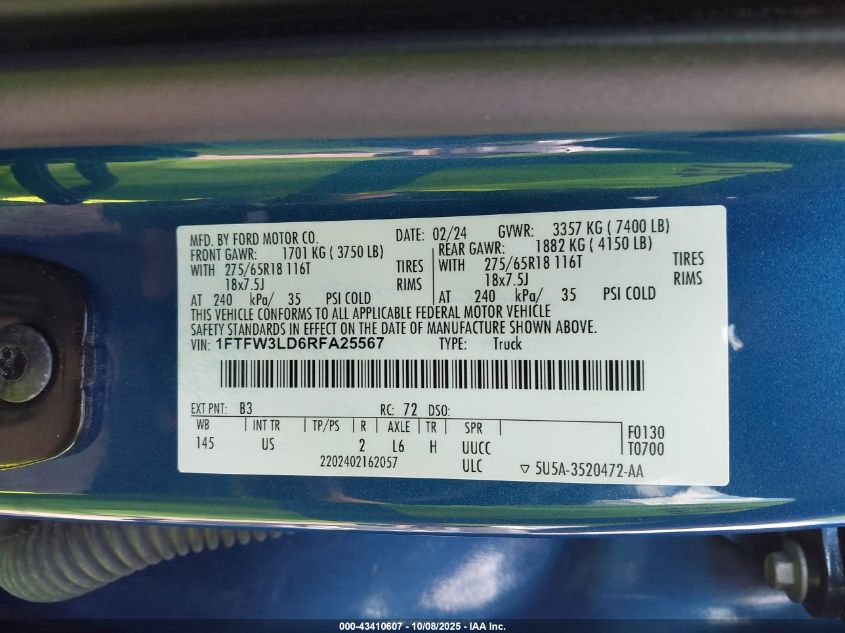 MFD. BY FORD MOTOR CO. DATE: 02/24 GVWR: 3357 KG ( 7400 LB)
FRONT GAWR: 1701 KG ( 3750 LB) REAR GAWR: 1882 KG ( 4150 LB)
WITH 275/65R18 116T TIRES WITH 275/65R18 116T TIRES
18x7.5J RIMS 18x7.5J RIMS
AT 240 kPa/ 35 PSI COLD AT 240 kPa/ 35 PSI COLD
THIS VEHICLE CONFORMS TO ALL APPLICABLE FEDERAL MOTOR VEHICLE
SAFETY STANDARDS IN EFFECT ON THE DATE OF MANUFACTURE SHOWN ABOVE.
VIN: 1FTFW3LD6RFA25567 TYPE: Truck
EXT PNT: B3 RC: 72 DSO:
WB INT TR TP/PS R AXLE TR SPR F0130
145 US 2 L6 H UUCC T0700
2202402162057 ULC ▽ 5U5A-3520472-AA
000-43410607 - 10/08/2025 - IAA Inc.